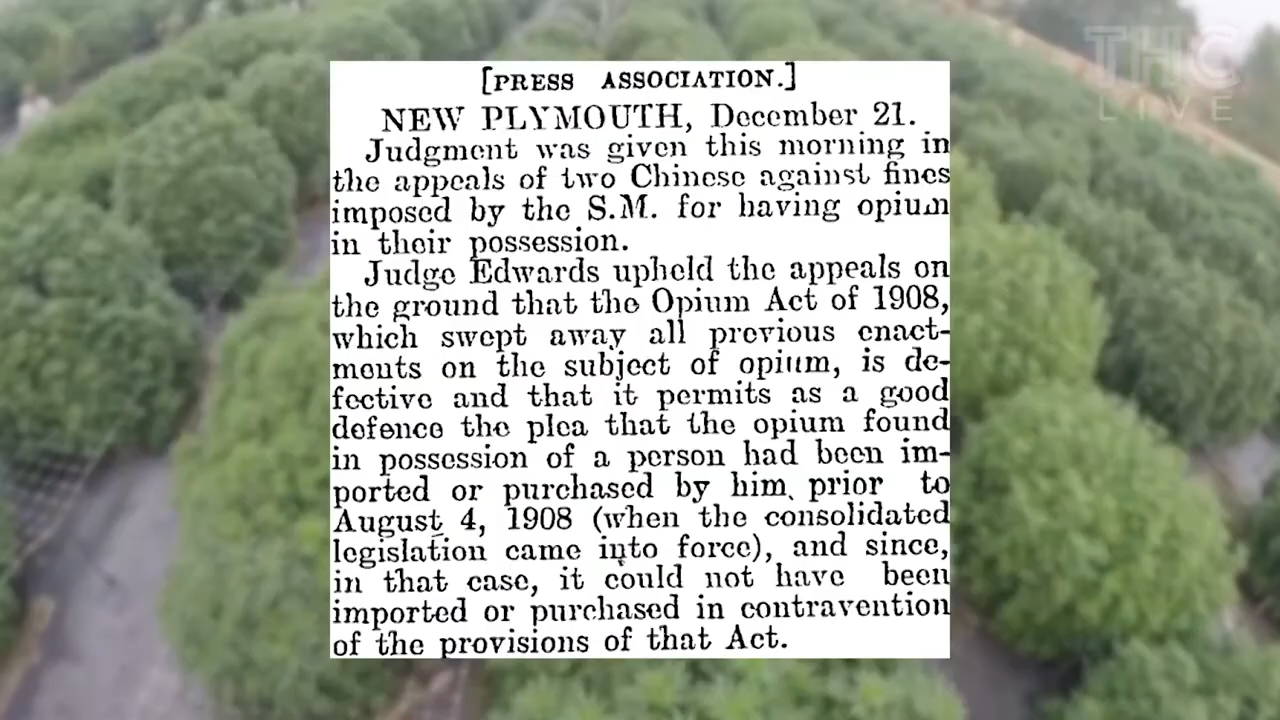 THC
LIVE
[PRESS ASSOCIATION.]
NEW PLYMOUTH, December 21.
Judgment was given this morning in
the appeals of two Chinese against fines
imposed by the S.M. for having opium
in their possession.
Judge Edwards upheld the appeals on
the ground that the Opium Act of 1908,
which swept away all previous enact-
ments on the subject of opium, is de-
fective and that it permits as a good
defence the plea that the opium found
in possession of a person had been im-
ported or purchased by him prior to
August 4, 1908 (when the consolidated
legislation came into force), and since,
in that case, it could not have been
imported or purchased in contravention
of the provisions of that Act.